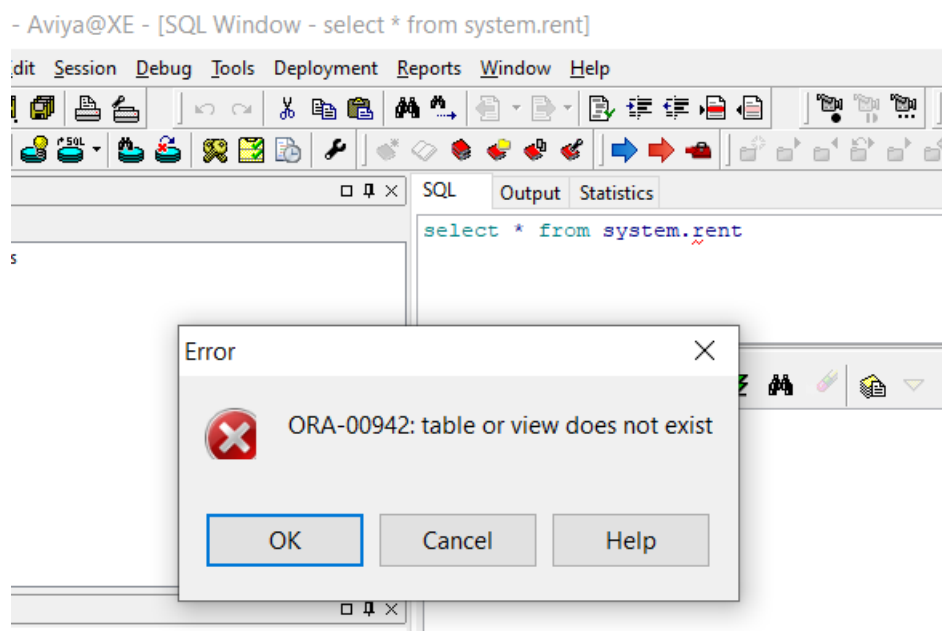 - Aviya@XE - [SQL Window - select * from system.rent]
dit Session Debug Tools Deployment Reports Window Help
SQL Output Statistics
select * from system.rent
s
Error
ORA-00942: table or view does not exist
OK Cancel Help